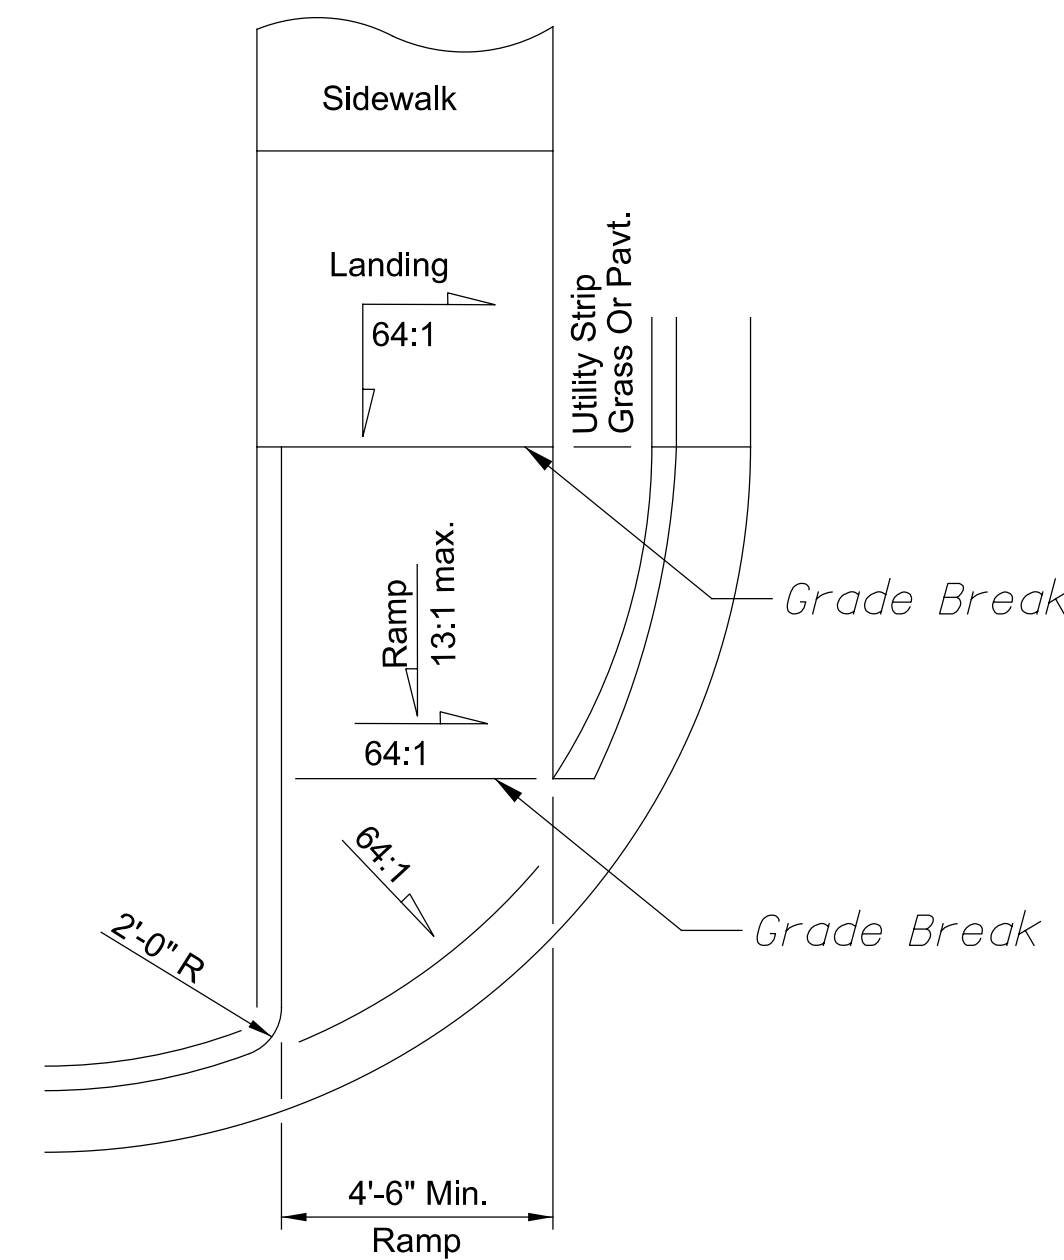 Sidewalk
Landing
64:1
Utility Strip
Grass Or Pavt.
Grade Break
Ramp
13:1 max.
64:1
64:1
Grade Break
2'-0" R
4'-6" Min.
Ramp